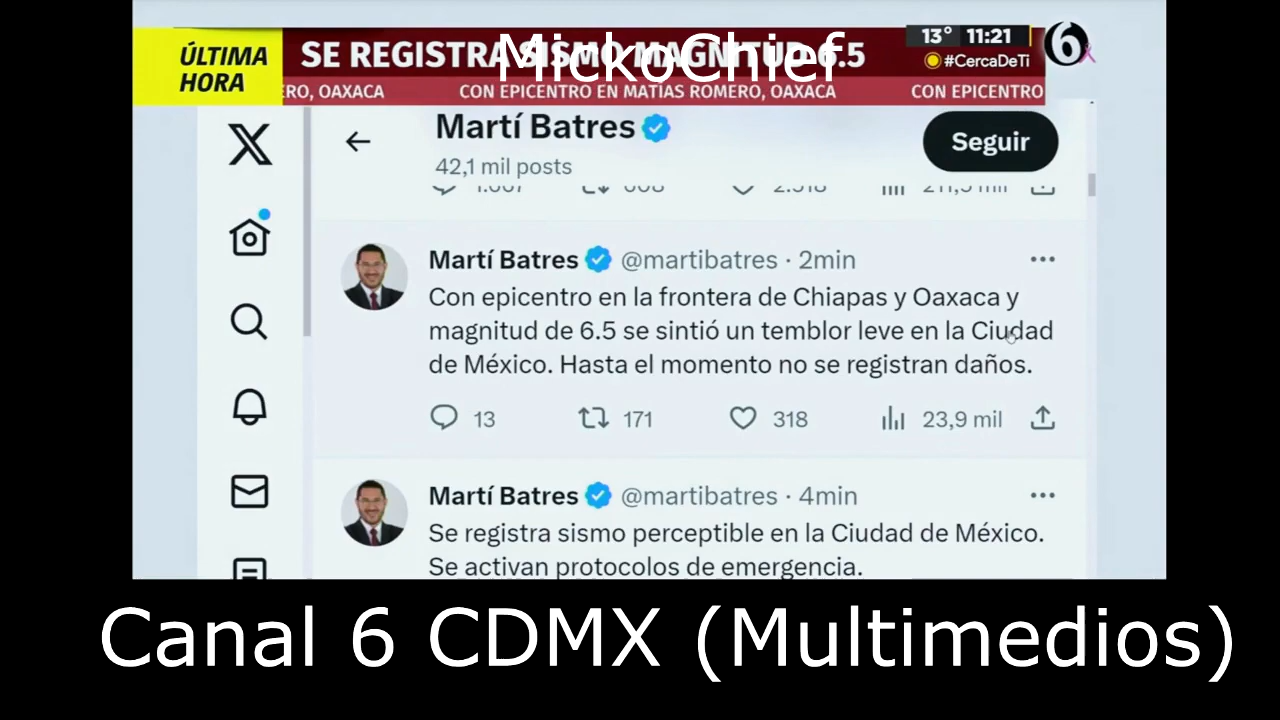 13° 11:21
ÚLTIMA
HORA
SE REGISTRA SISMO MAGNITUD 6.5
MickoChief
#CercaDeTi
6
RO, OAXACA CON EPICENTRO EN MATÍAS ROMERO, OAXACA CON EPICENTRO
Martí Batres
42,1 mil posts
Seguir
Martí Batres @martibatres · 2min
Con epicentro en la frontera de Chiapas y Oaxaca y
magnitud de 6.5 se sintió un temblor leve en la Ciudad
de México. Hasta el momento no se registran daños.
13 171 318 23,9 mil
Martí Batres @martibatres · 4min
Se registra sismo perceptible en la Ciudad de México.
Se activan protocolos de emergencia.
Canal 6 CDMX (Multimedios)